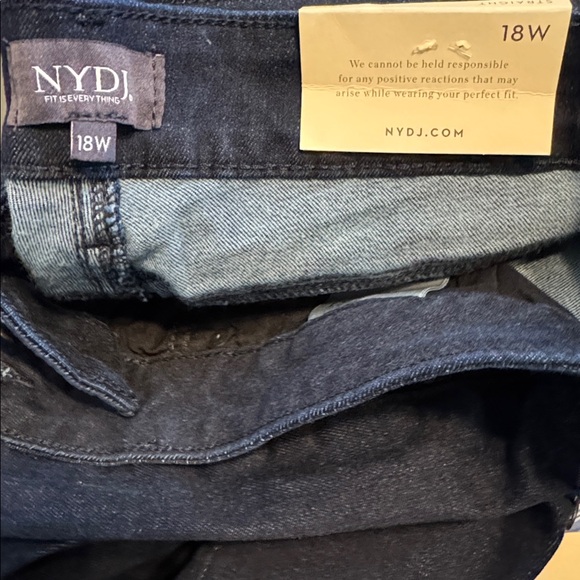 NYDJ
FIT IS EVERYTHING
18W
STRAIGHT
18W
We cannot be held responsible
for any positive reactions that may
arise while wearing your perfect fit.
NYDJ.COM